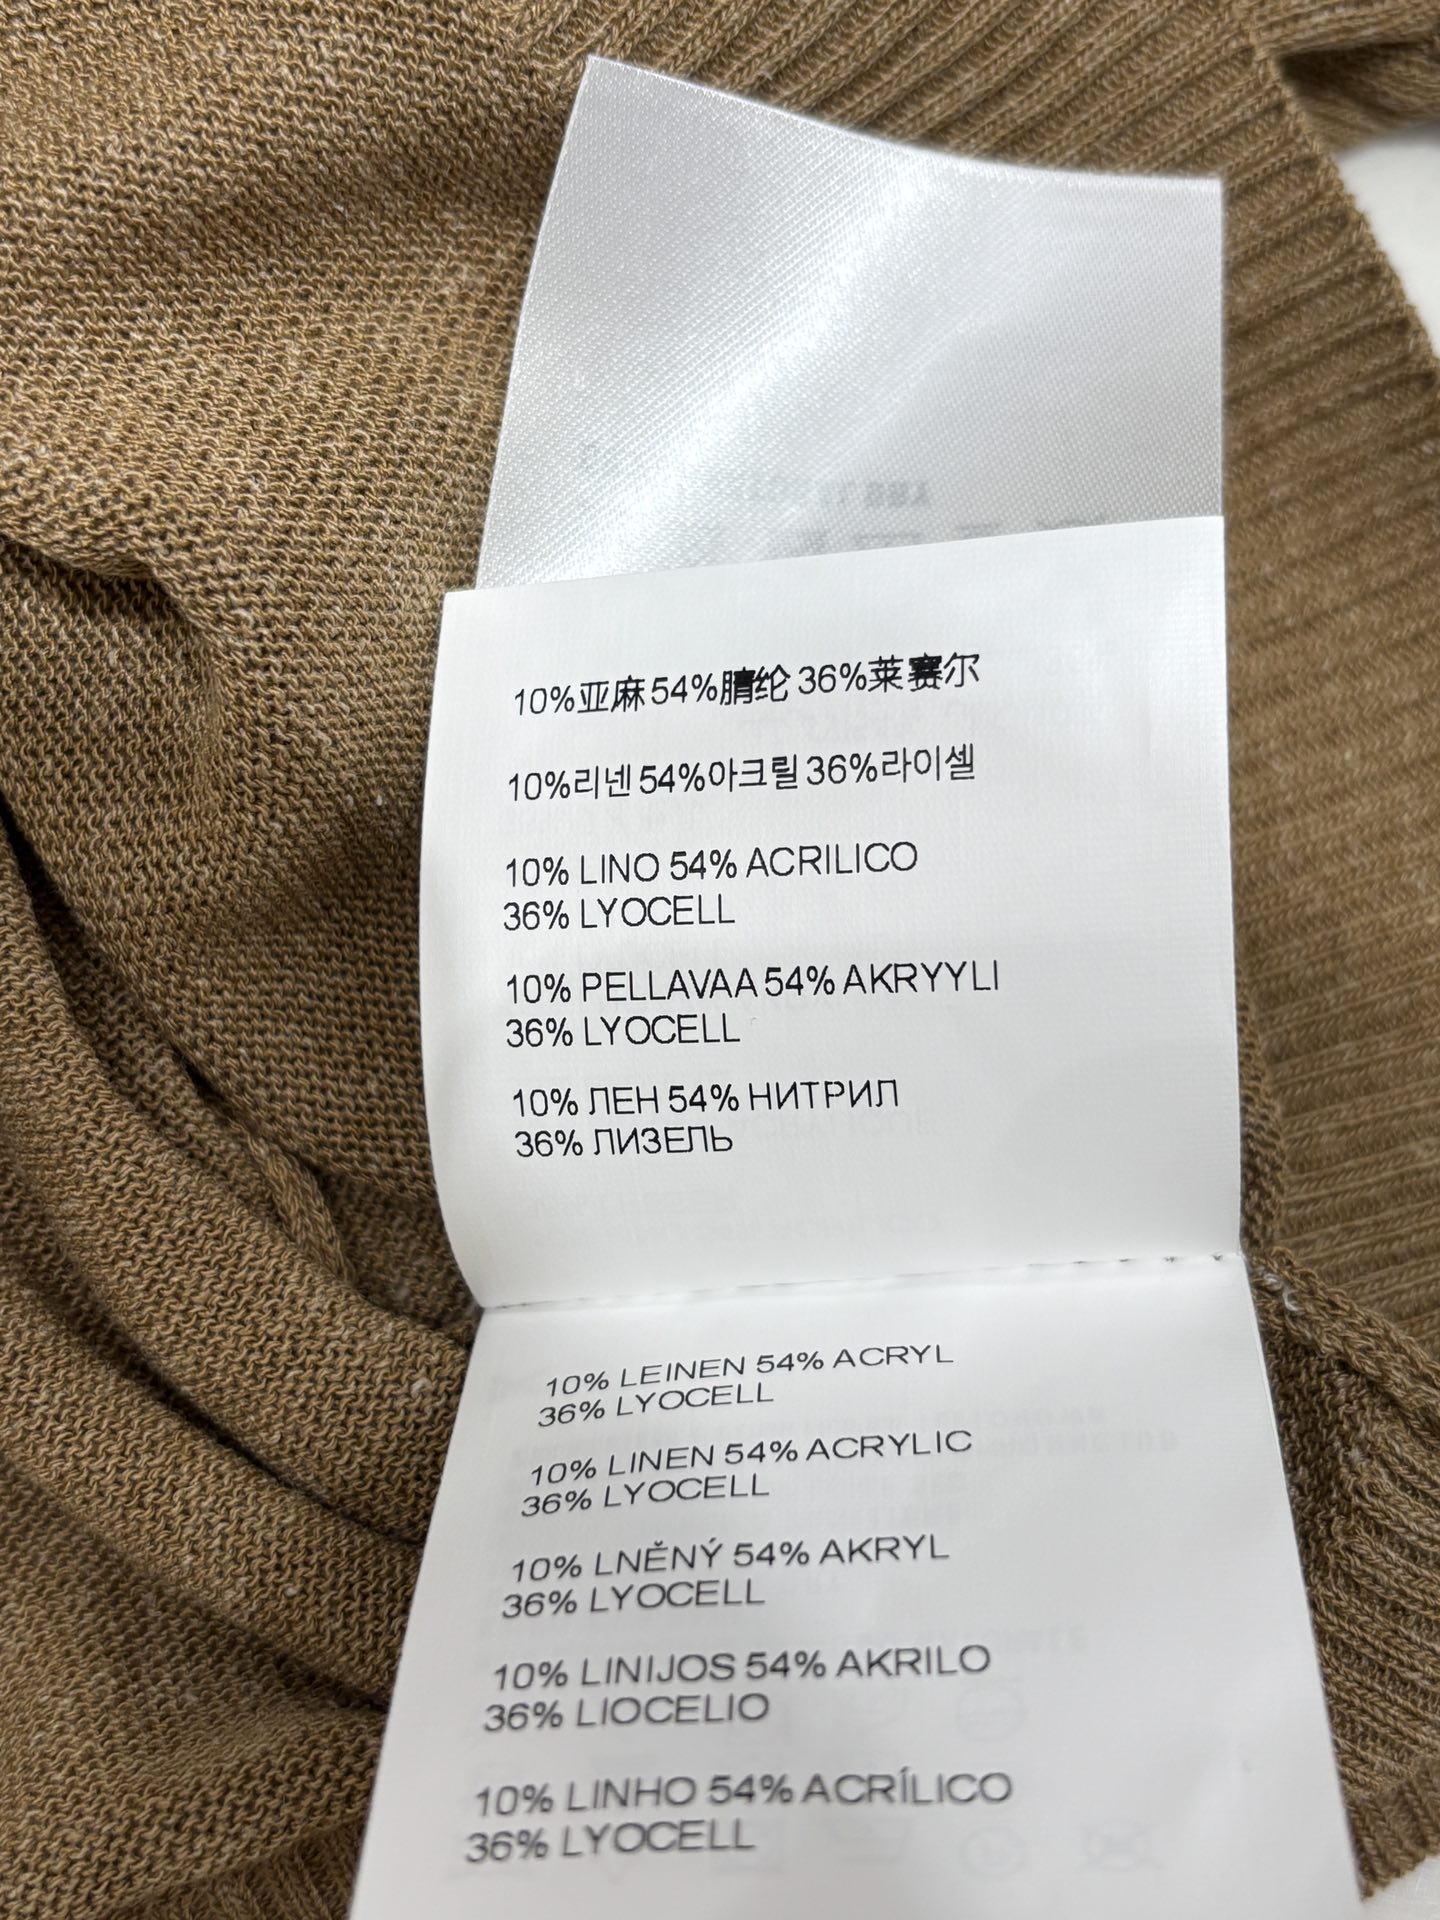 10%亚麻 54%腈纶 36%莱赛尔
10%리넨 54%아크릴 36%라이셀
10% LINO 54% ACRILICO
36% LYOCELL
10% PELLAVAA 54% AKRYYLI
36% LYOCELL
10% ЛЕН 54% НИТРИЛ
36% ЛИЗЕЛЬ
10% LEINEN 54% ACRYL
36% LYOCELL
10% LINEN 54% ACRYLIC
36% LYOCELL
10% LNĚNÝ 54% AKRYL
36% LYOCELL
10% LINIJOS 54% AKRILO
36% LIOCELIO
10% LINHO 54% ACRÍLICO
36% LYOCELL